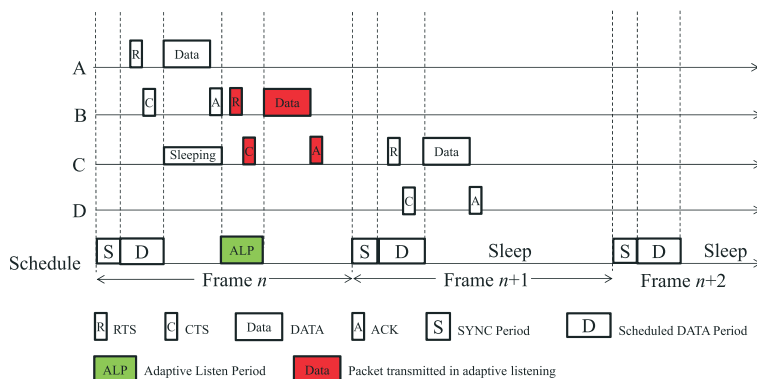 R Data
A
C A R Data
B
Sleeping C A R Data
C
C A
D
S D ALP S D Sleep S D Sleep
Schedule
Frame n Frame n+1 Frame n+2
R RTS C CTS Data DATA A ACK S SYNC Period D Scheduled DATA Period
ALP Adaptive Listen Period Data Packet transmitted in adaptive listening